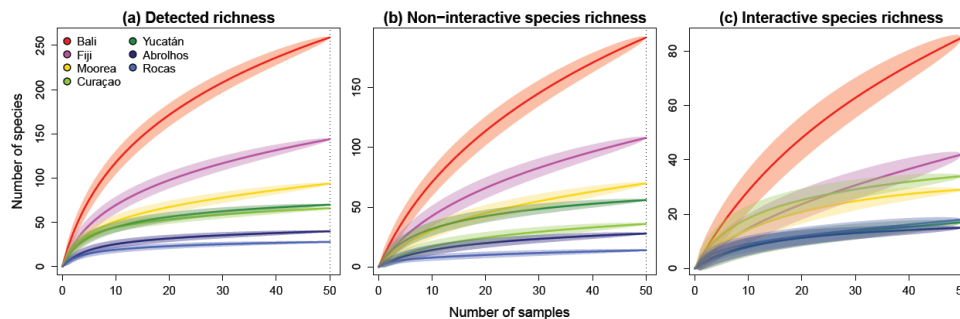 (a) Detected richness
(b) Non-interactive species richness
(c) Interactive species richness
Number of species
250
200
150
100
50
0
Bali
Fiji
Moorea
Curaçao
Yucatán
Abrolhos
Rocas
0 10 20 30 40 50
150
100
50
0
0 10 20 30 40 50
80
60
40
20
0
0 10 20 30 40
Number of samples